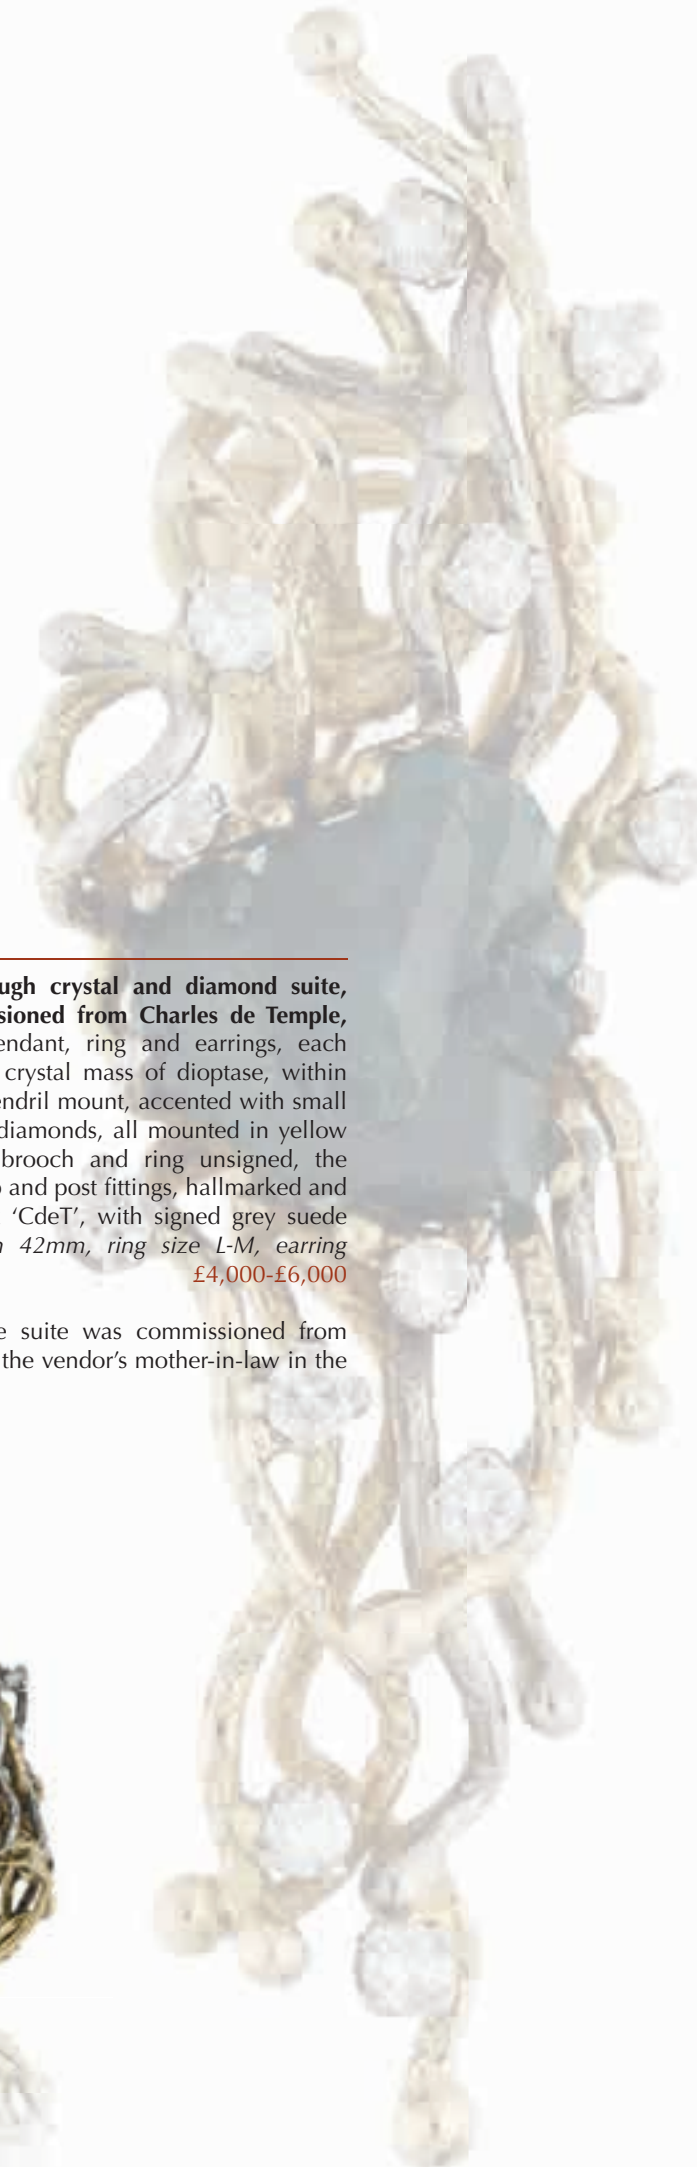 ugh crystal and diamond suite,
sioned from Charles de Temple,
endant, ring and earrings, each
crystal mass of dioptase, within
endril mount, accented with small
diamonds, all mounted in yellow
brooch and ring unsigned, the
and post fittings, hallmarked and
‘CdeT’, with signed grey suede
42mm, ring size L-M, earring
£4,000-£6,000
e suite was commissioned from
the vendor’s mother-in-law in the